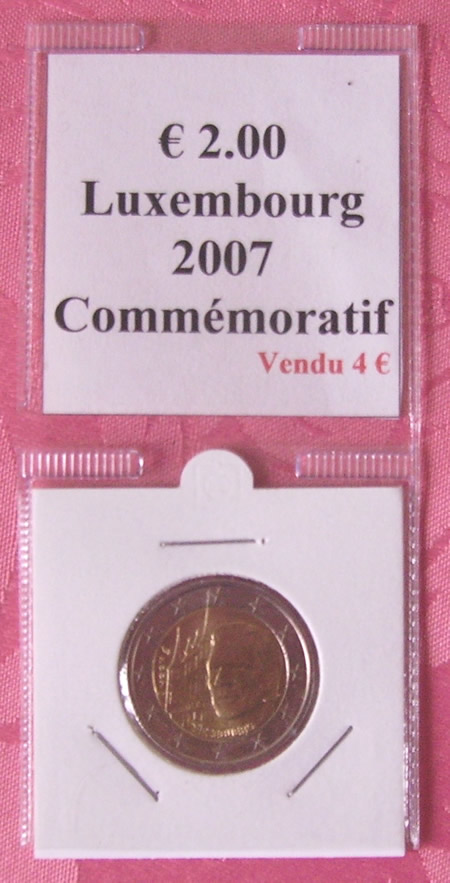 € 2.00
Luxembourg
2007
Commémoratif
Vendu 4 €